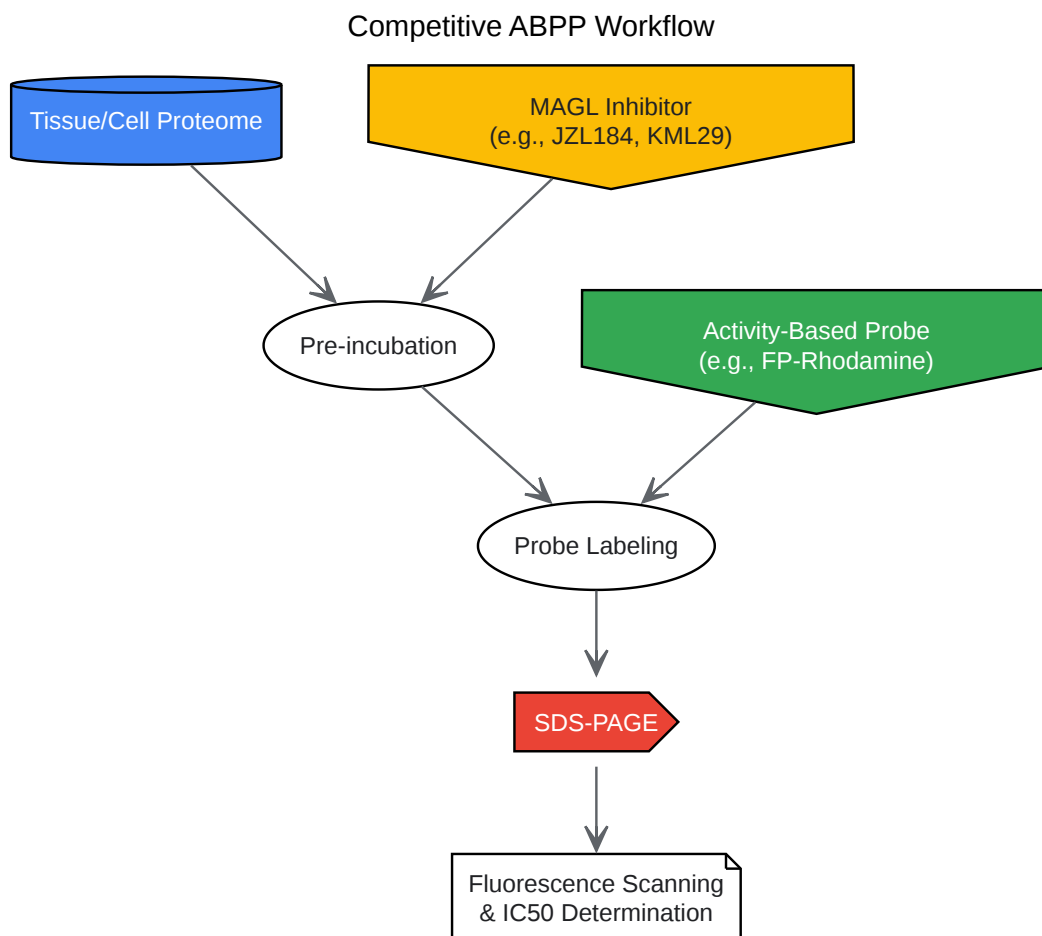 Competitive ABPP Workflow
Tissue/Cell Proteome
MAGL Inhibitor
(e.g., JZL184, KML29)
Pre-incubation
Activity-Based Probe
(e.g., FP-Rhodamine)
Probe Labeling
SDS-PAGE
Fluorescence Scanning
& IC50 Determination